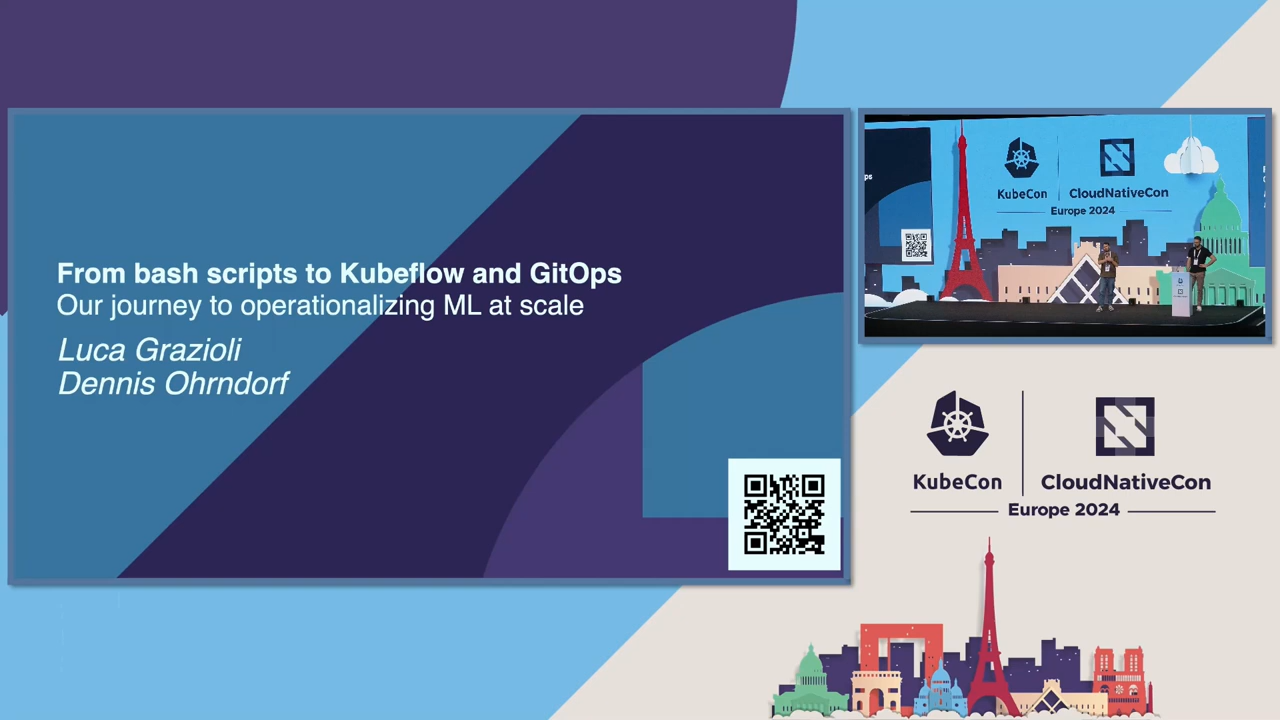 From bash scripts to Kubeflow and GitOps
Our journey to operationalizing ML at scale
Luca Grazioli
Dennis Ohrndorf
ps
KubeCon
CloudNativeCon
Europe 2024
KubeCon
CloudNativeCon
Europe 2024